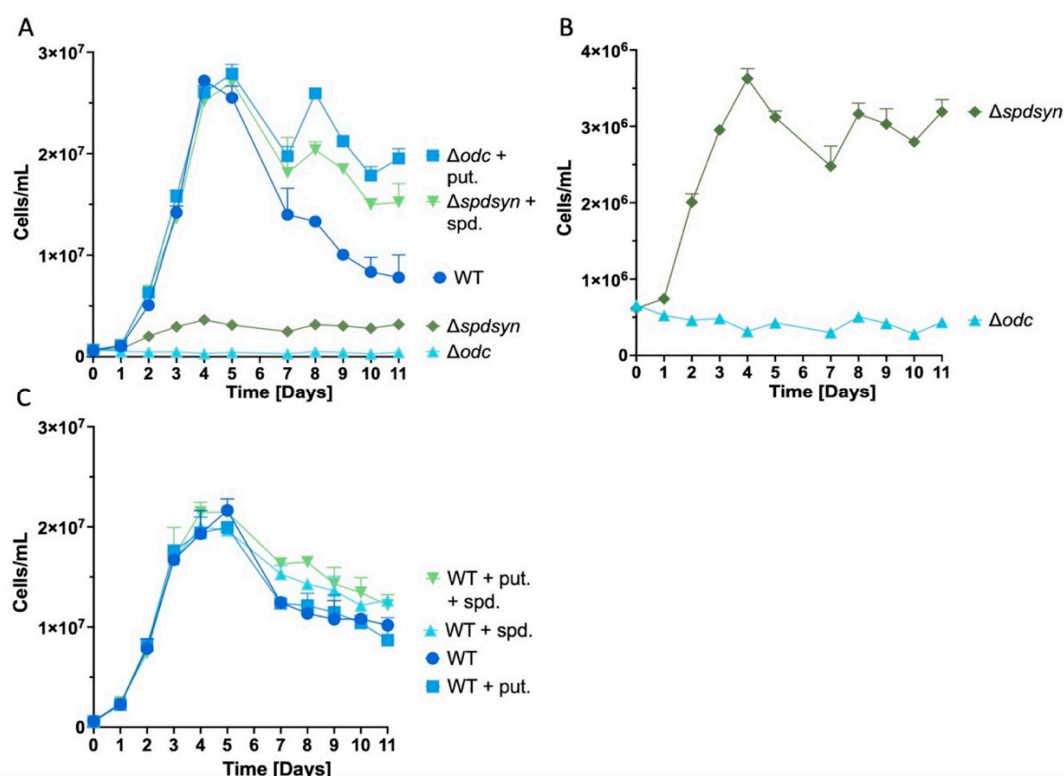 A
3×10⁷
2×10⁷
1×10⁷
0
Cells/mL
0 1 2 3 4 5 6 7 8 9 10 11
Time [Days]
Δodc +
put.
Δspdsyn +
spd.
WT
Δspdsyn
Δodc
B
4×10⁶
3×10⁶
2×10⁶
1×10⁶
0
Cells/mL
0 1 2 3 4 5 6 7 8 9 10 11
Time [Days]
Δspdsyn
Δodc
C
3×10⁷
2×10⁷
1×10⁷
0
Cells/mL
0 1 2 3 4 5 6 7 8 9 10 11
Time [Days]
WT + put.
+ spd.
WT + spd.
WT
WT + put.